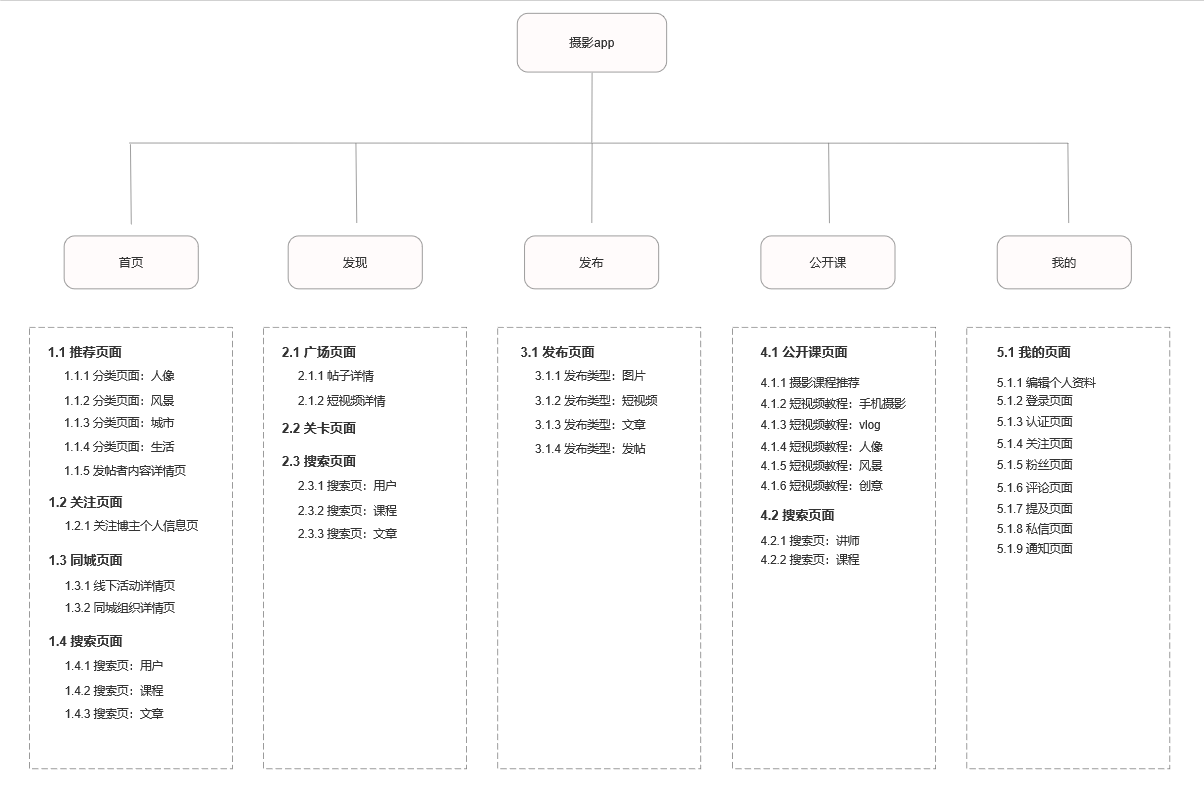 摄影app
首页
发现
发布
公开课
我的
1.1 推荐页面
1.1.1 分类页面：人像
1.1.2 分类页面：风景
1.1.3 分类页面：城市
1.1.4 分类页面：生活
1.1.5 发帖者内容详情页
1.2 关注页面
1.2.1 关注博主个人信息页
1.3 同城页面
1.3.1 线下活动详情页
1.3.2 同城组织详情页
1.4 搜索页面
1.4.1 搜索页：用户
1.4.2 搜索页：课程
1.4.3 搜索页：文章
2.1 广场页面
2.1.1 帖子详情
2.1.2 短视频详情
2.2 关卡页面
2.3 搜索页面
2.3.1 搜索页：用户
2.3.2 搜索页：课程
2.3.3 搜索页：文章
3.1 发布页面
3.1.1 发布类型：图片
3.1.2 发布类型：短视频
3.1.3 发布类型：文章
3.1.4 发布类型：发帖
4.1 公开课页面
4.1.1 摄影课程推荐
4.1.2 短视频教程：手机摄影
4.1.3 短视频教程：vlog
4.1.4 短视频教程：人像
4.1.5 短视频教程：风景
4.1.6 短视频教程：创意
4.2 搜索页面
4.2.1 搜索页：讲师
4.2.2 搜索页：课程
5.1 我的页面
5.1.1 编辑个人资料
5.1.2 登录页面
5.1.3 认证页面
5.1.4 关注页面
5.1.5 粉丝页面
5.1.6 评论页面
5.1.7 提及页面
5.1.8 私信页面
5.1.9 通知页面